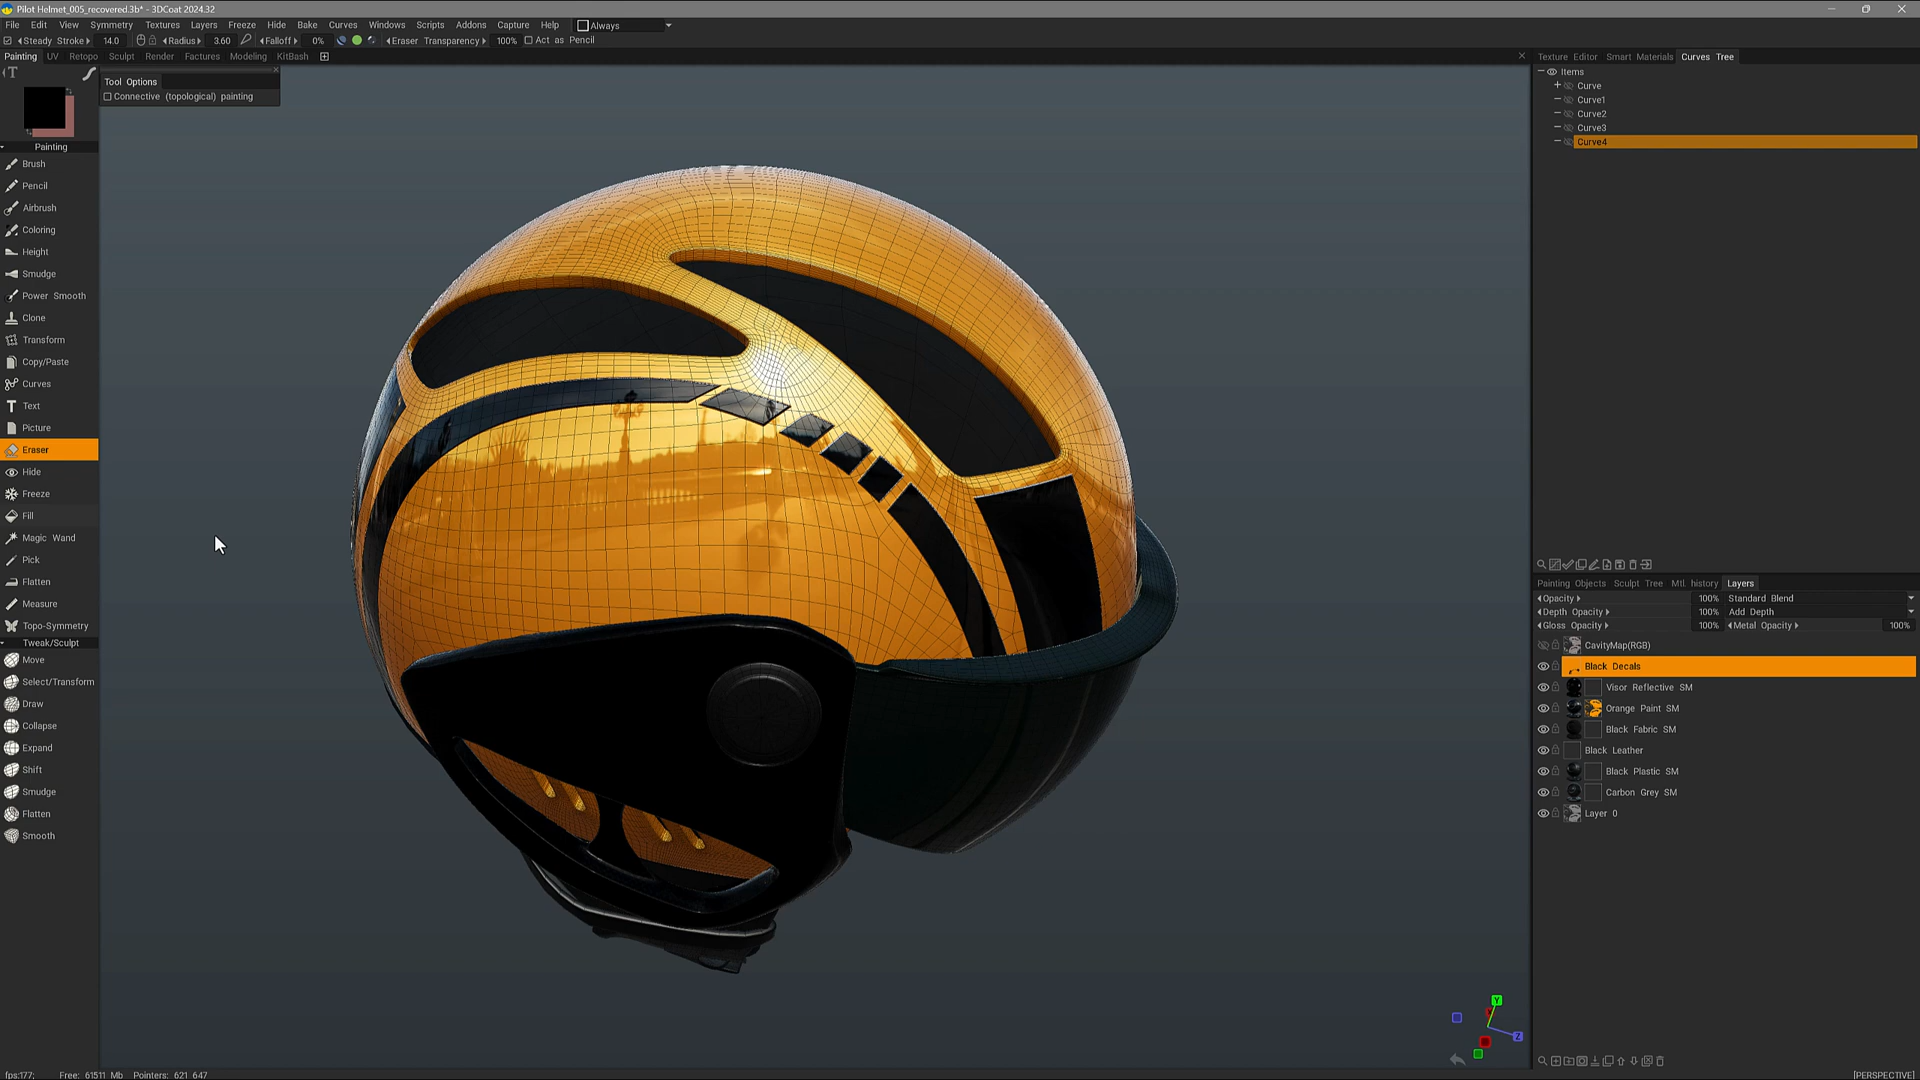 Pilot Helmet_005_recovered.3b* - 3DCoat 2024.32
File Edit View Symmetry Textures Layers Freeze Hide Bake Curves Windows Scripts Addons Capture Help Always
Steady Stroke 14.0 Radius 3.60 Falloff 0% Eraser Transparency 100% Act as Pencil
Painting UV Retopo Sculpt Render Factures Modeling KitBash
Tool Options
Connective (topological) painting
Painting
Brush
Pencil
Airbrush
Coloring
Height
Smudge
Power Smooth
Clone
Transform
Copy/Paste
Curves
Text
Picture
Eraser
Hide
Freeze
Fill
Magic Wand
Pick
Flatten
Measure
Topo-Symmetry
Tweak/Sculpt
Move
Select/Transform
Draw
Collapse
Expand
Shift
Smudge
Flatten
Smooth
Texture Editor Smart Materials Curves Tree
Items
Curve
Curve1
Curve2
Curve3
Curve4
Painting Objects Sculpt Tree Mtl. history Layers
Opacity 100% Standard Blend
Depth Opacity 100% Add Depth
Gloss Opacity 100% Metal Opacity 100%
CavityMap(RGB)
Black Decals
Visor Reflective SM
Orange Paint SM
Black Fabric SM
Black Leather
Black Plastic SM
Carbon Grey SM
Layer 0
Y
Z
fps:177; Free: 61511 Mb Pointers: 621 647
[PERSPECTIVE]